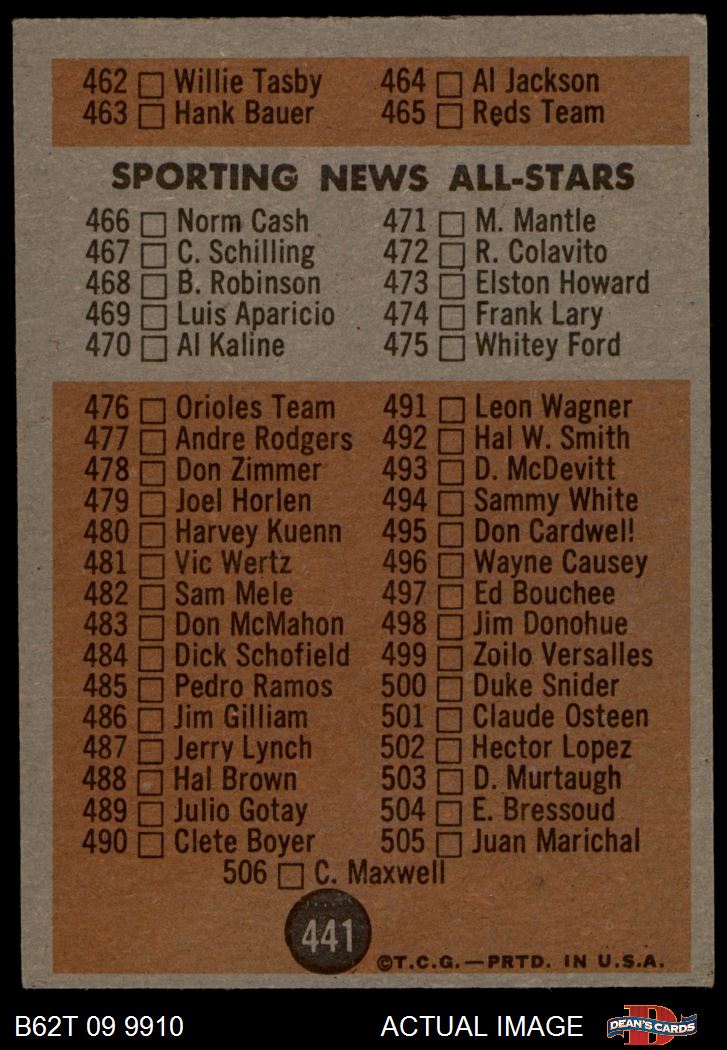 462 Willie Tasby 464 Al Jackson
463 Hank Bauer 465 Reds Team
SPORTING NEWS ALL-STARS
466 Norm Cash 471 M. Mantle
467 C. Schilling 472 R. Colavito
468 B. Robinson 473 Elston Howard
469 Luis Aparicio 474 Frank Lary
470 Al Kaline 475 Whitey Ford
476 Orioles Team 491 Leon Wagner
477 Andre Rodgers 492 Hal W. Smith
478 Don Zimmer 493 D. McDevitt
479 Joel Horlen 494 Sammy White
480 Harvey Kuenn 495 Don Cardwel!
481 Vic Wertz 496 Wayne Causey
482 Sam Mele 497 Ed Bouchee
483 Don McMahon 498 Jim Donohue
484 Dick Schofield 499 Zoilo Versalles
485 Pedro Ramos 500 Duke Snider
486 Jim Gilliam 501 Claude Osteen
487 Jerry Lynch 502 Hector Lopez
488 Hal Brown 503 D. Murtaugh
489 Julio Gotay 504 E. Bressoud
490 Clete Boyer 505 Juan Marichal
506 C. Maxwell
441
©T.C.G.—PRTD. IN U.S.A.
B62T 09 9910 ACTUAL IMAGE D DEAN'S CARDS